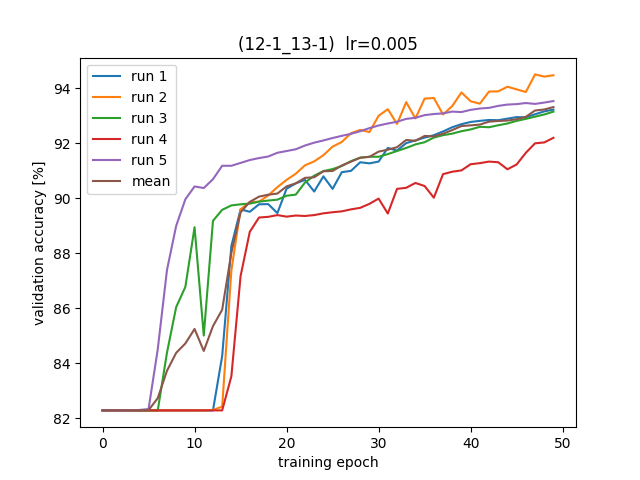 (12-1_13-1)  lr=0.005
run 1
run 2
run 3
run 4
run 5
mean
validation accuracy [%]
94
92
90
88
86
84
82
0
10
20
30
40
50
training epoch